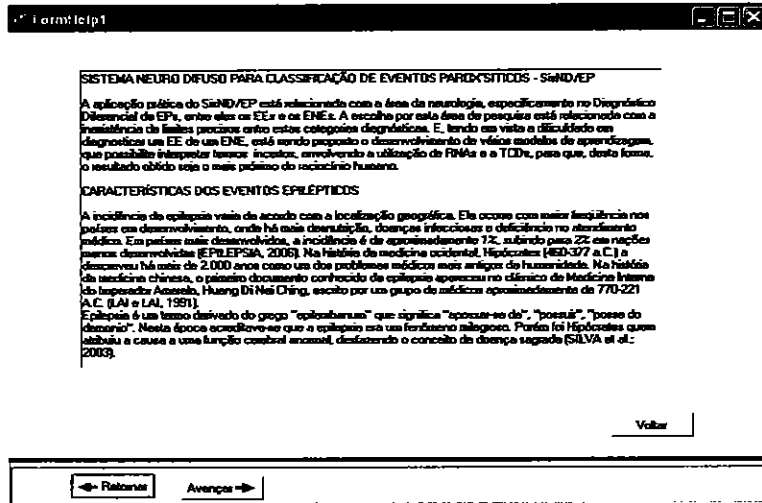 FormHelp1
SISTEMA NEURO DIFUSO PARA CLASSIFICAÇÃO DE EVENTOS PAROXSITICOS - SisND/EP
A aplicação prática do SisND/EP está relacionada com a área da neurologia, especificamente no Diagnóstico
Diferencial de EPs, entre eles os EEs e os ENEs. A escolha por esta área de pesquisa está relacionada com a
inexistência de limites precisos entre estas categorias diagnósticas. E, tendo em vista a dificuldade em
diagnosticar um EE de um ENE, está sendo proposto o desenvolvimento de vários modelos de aprendizagem,
que possibilite interpretar termos incertos, envolvendo a utilização de RNAs e a TCDs, para que, desta forma,
o resultado obtido seja o mais próximo do raciocínio humano.
CARACTERÍSTICAS DOS EVENTOS EPILÉPTICOS
A incidência da epilepsia varia de acordo com a localização geográfica. Ela ocorre com maior freqüência nos
países em desenvolvimento, onde há mais desnutrição, doenças infecciosas e deficiência no atendimento
médico. Em países mais desenvolvidos, a incidência é de aproximadamente 1%, subindo para 2% em nações
menos desenvolvidas (EPILEPSIA, 2006). Na história da medicina ocidental, Hipócrates (460-377 a.C.) a
descreveu há mais de 2.000 anos como um dos problemas médicos mais antigos da humanidade. Na história
da medicina chinesa, o primeiro documento conhecido da epilepsia apareceu no clássico de Medicina Interna
do Imperador Amarelo, Huang Di Nei Ching, escrito por um grupo de médicos aproximadamente de 770-221
A.C. (LAI e LAI, 1991).
Epilepsia é um termo derivado do grego "epilambanum" que significa "apossar-se de", "possuir", "posse do
demonio". Nesta época acreditava-se que a epilepsia era um fenômeno milagroso. Porém foi Hipócrates quem
atribuiu a causa a uma função cerebral anormal, desfazendo o conceito de doença sagrada (SILVA et al.;
2003).
Voltar
Retornar
Avançar